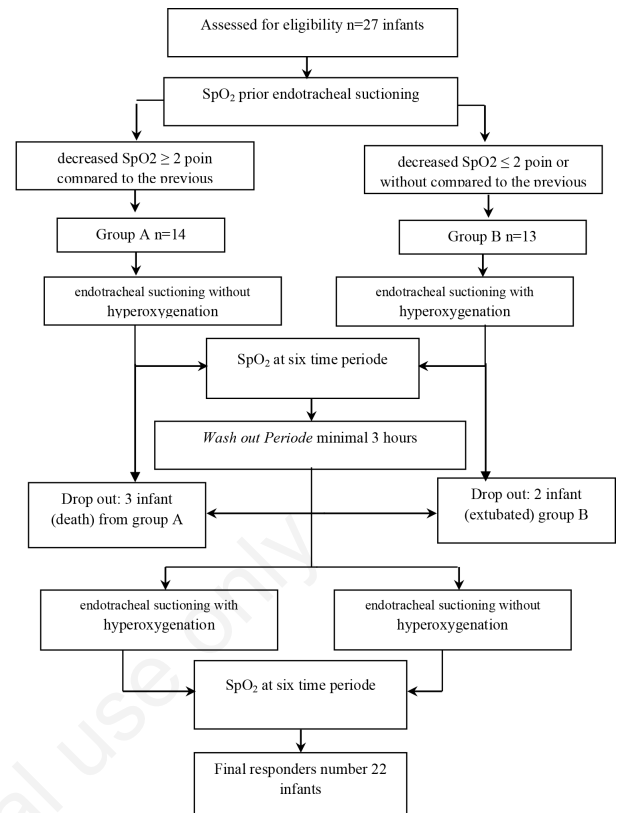 Assessed for eligibility n=27 infants
SpO₂ prior endotracheal suctioning
decreased SpO2 ≥ 2 poin
compared to the previous
decreased SpO2 ≤ 2 poin or
without compared to the previous
Group A n=14
Group B n=13
endotracheal suctioning without
hyperoxygenation
endotracheal suctioning with
hyperoxygenation
SpO₂ at six time periode
Wash out Periode minimal 3 hours
Drop out: 3 infant
(death) from group A
Drop out: 2 infant
(extubated) group B
endotracheal suctioning with
hyperoxygenation
endotracheal suctioning without
hyperoxygenation
SpO₂ at six time periode
Final responders number 22
infants
al use only